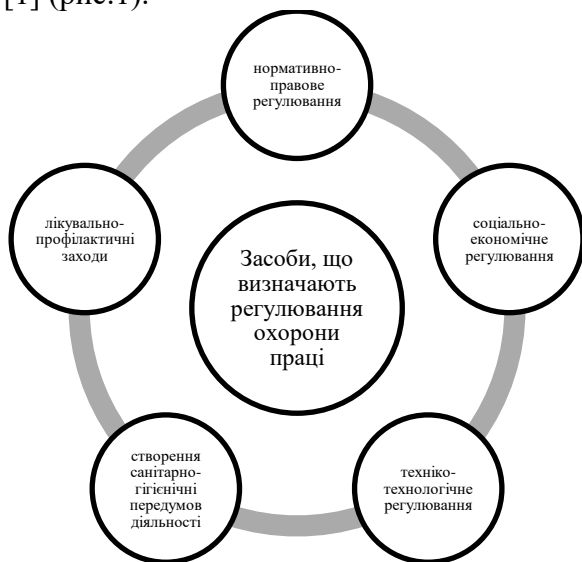 [1] (рис.1).
нормативно-
правове
регулювання
соціально-
економічне
регулювання
техніко-
технологічне
регулювання
створення
санітарно-
гігієнічні
передумов
діяльності
лікувально-
профілактичні
заходи
Засоби, що
визначають
регулювання
охорони
праці